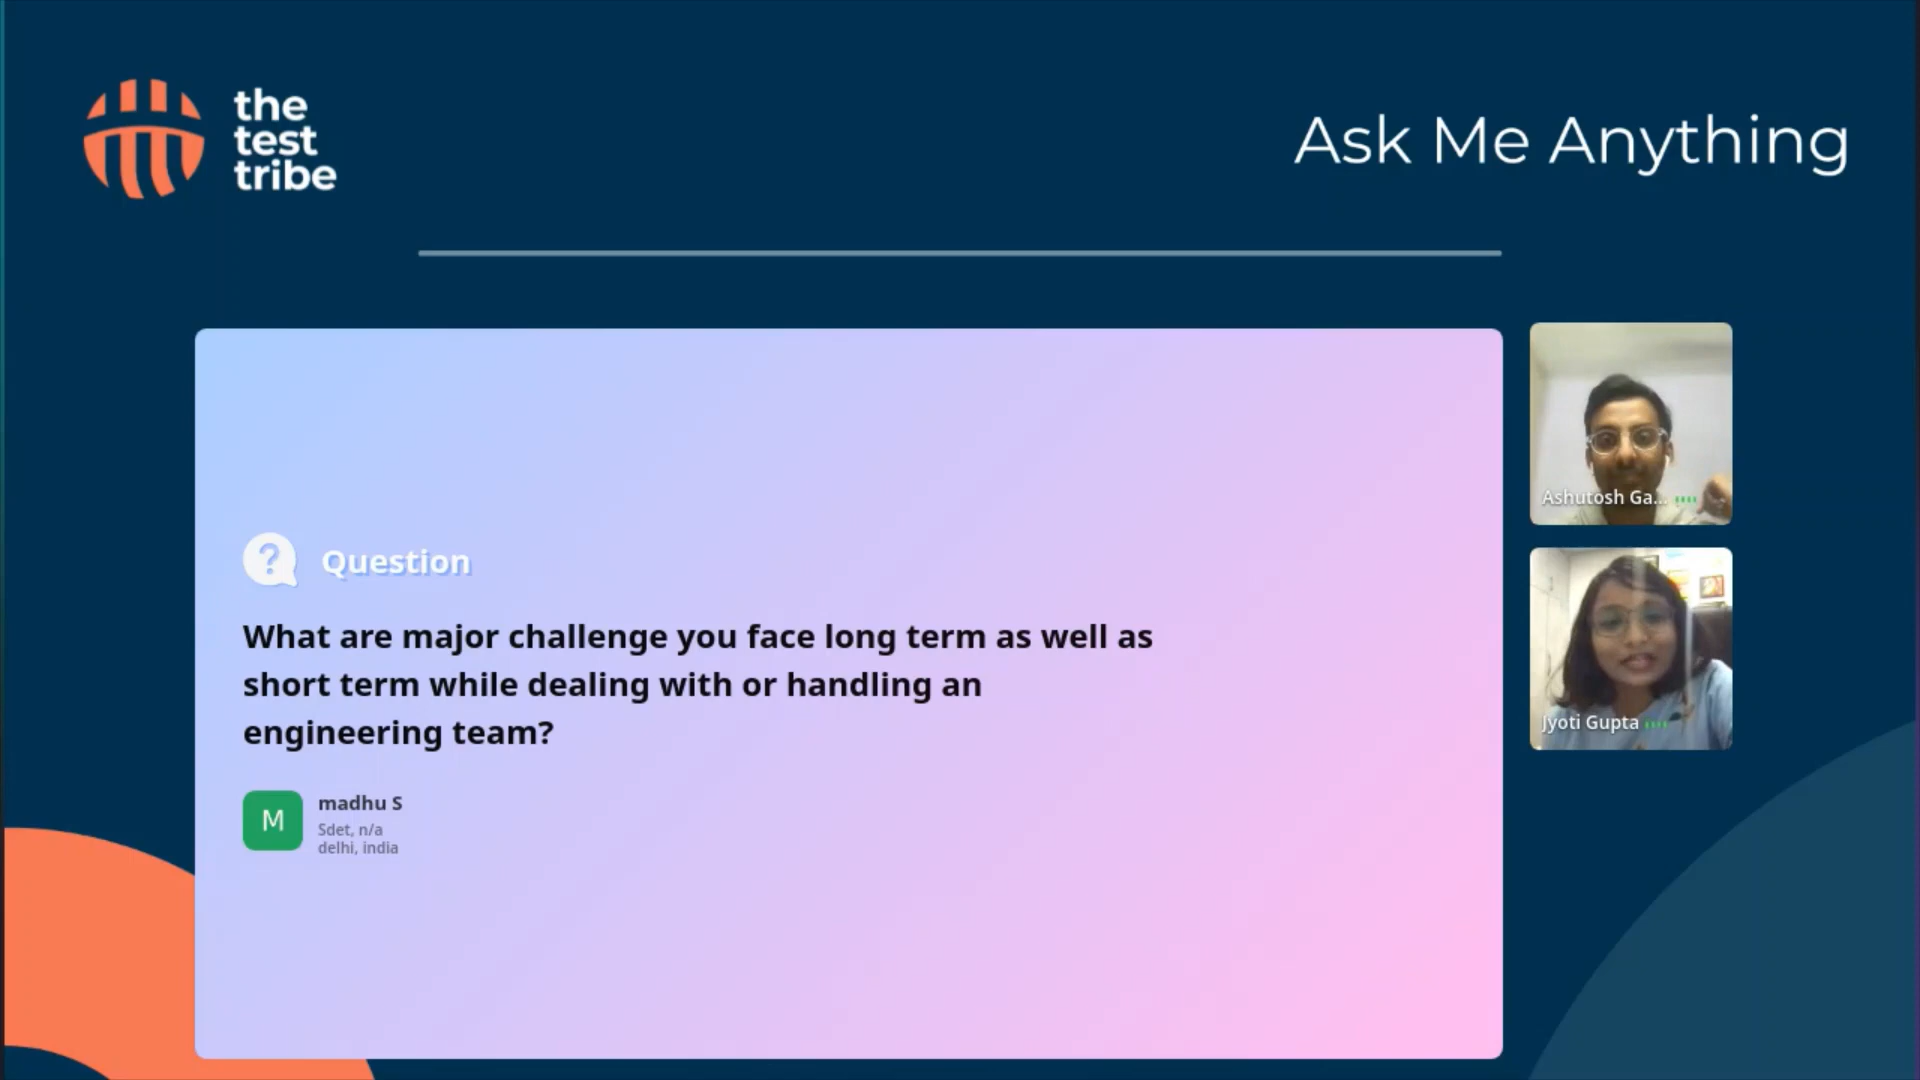 the
test
tribe
Ask Me Anything
Question
What are major challenge you face long term as well as
short term while dealing with or handling an
engineering team?
M
madhu S
Sdet, n/a
delhi, india
Ashutosh Ga...
Jyoti Gupta